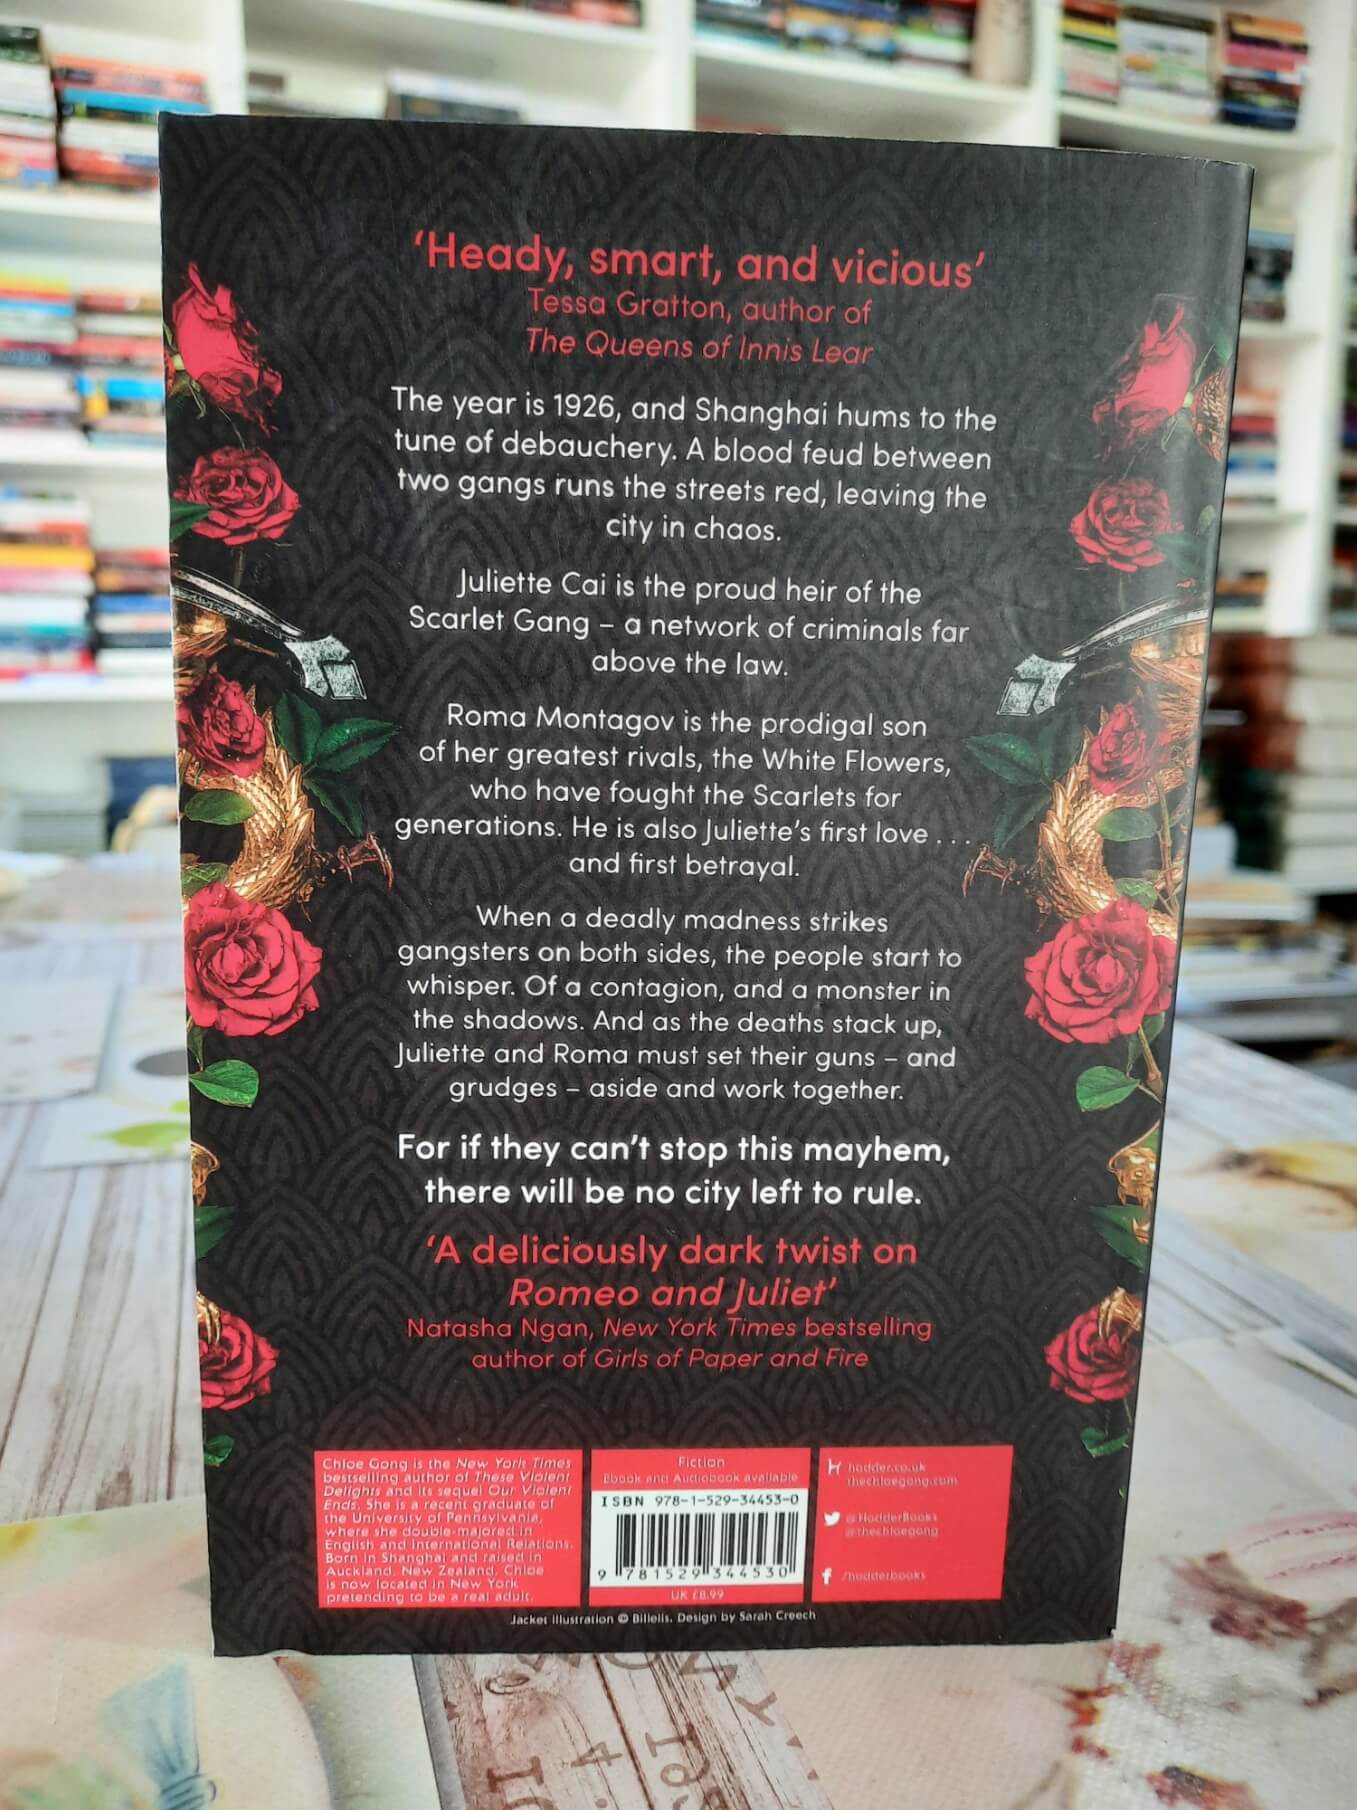 ‘Heady, smart, and vicious’
Tessa Gratton, author of
The Queens of Innis Lear
The year is 1926, and Shanghai hums to the
tune of debauchery. A blood feud between
two gangs runs the streets red, leaving the
city in chaos.
Juliette Cai is the proud heir of the
Scarlet Gang – a network of criminals far
above the law.
Roma Montagov is the prodigal son
of her greatest rivals, the White Flowers,
who have fought the Scarlets for
generations. He is also Juliette’s first love . . .
and first betrayal.
When a deadly madness strikes
gangsters on both sides, the people start to
whisper. Of a contagion, and a monster in
the shadows. And as the deaths stack up,
Juliette and Roma must set their guns – and
grudges – aside and work together.
For if they can’t stop this mayhem,
there will be no city left to rule.
‘A deliciously dark twist on
Romeo and Juliet’
Natasha Ngan, New York Times bestselling
author of Girls of Paper and Fire
Chloe Gong is the New York Times
bestselling author of These Violent
Delights and its sequel Our Violent
Ends. She is a recent graduate of
the University of Pennsylvania,
where she double-majored in
English and International Relations.
Born in Shanghai and raised in
Auckland, New Zealand, Chloe
is now located in New York
pretending to be a real adult.
Fiction
Ebook and Audiobook available
ISBN 978-1-529-34453-0
9 781529 344530
UK £8.99
hodder.co.uk
thechloegong.com
@HodderBooks
@thechloegong
/hodderbooks
Jacket illustration © Billelis. Design by Sarah Creech